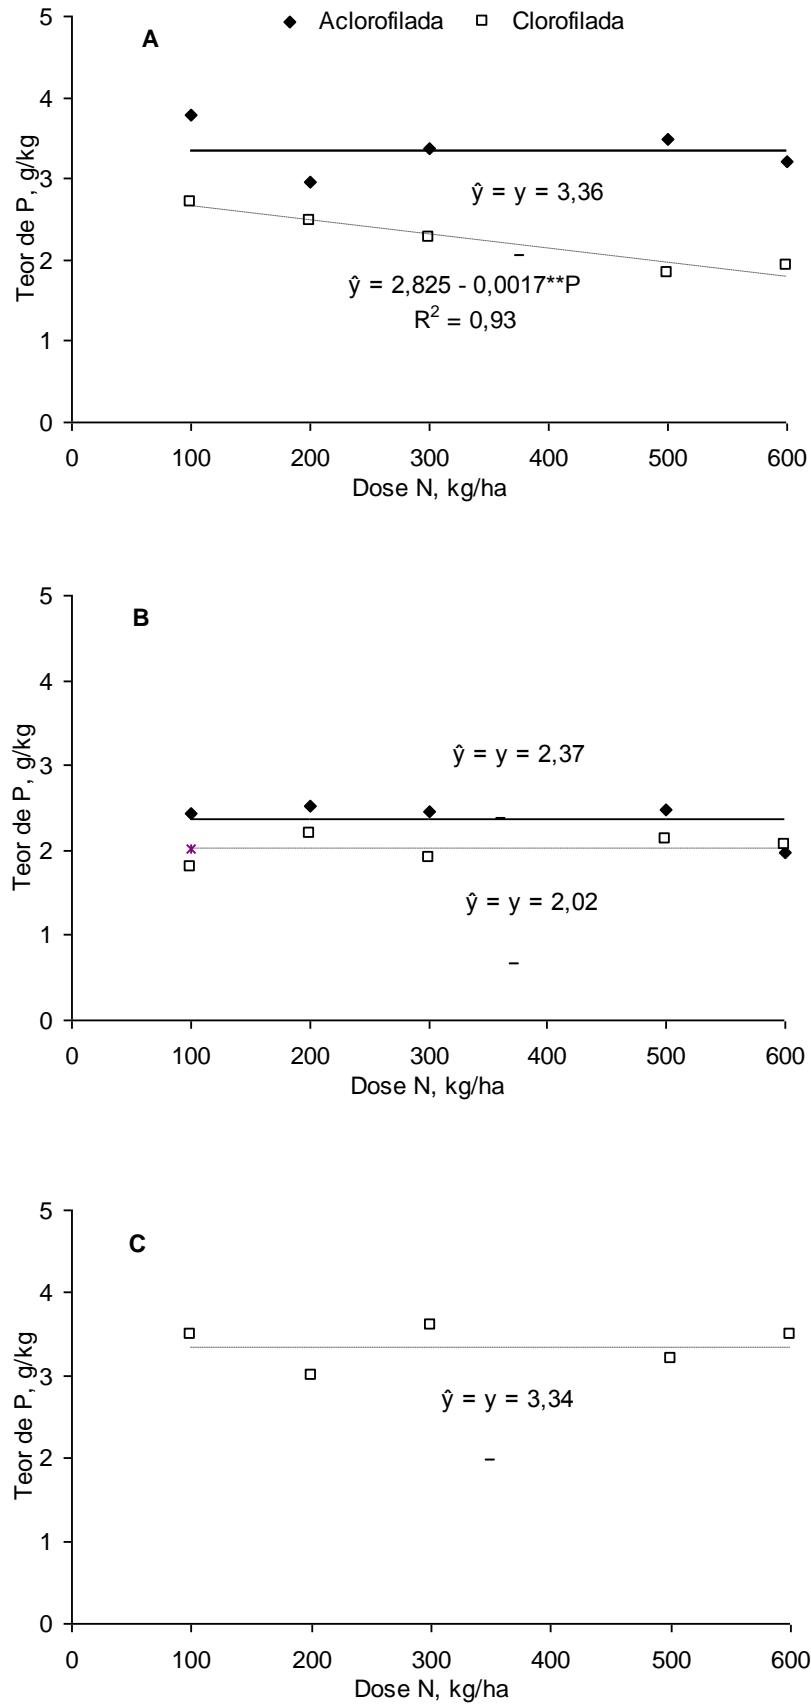 Aclorofilada Clorofilada
A
5
4
3
2
1
0
Teor de P, g/kg
ŷ = y = 3,36
ŷ = 2,825 - 0,0017**P
R² = 0,93
0 100 200 300 400 500 600
Dose N, kg/ha
B
5
4
3
2
1
0
Teor de P, g/kg
ŷ = y = 2,37
ŷ = y = 2,02
0 100 200 300 400 500 600
Dose N, kg/ha
C
5
4
3
2
1
0
Teor de P, g/kg
ŷ = y = 3,34
0 100 200 300 400 500 600
Dose N, kg/ha